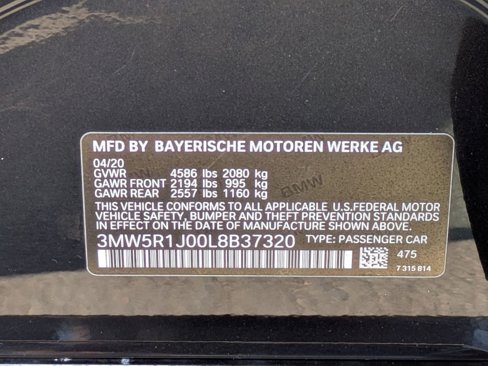 MFD BY BAYERISCHE MOTOREN WERKE AG
04/20
GVWR 4586 lbs 2080 kg
GAWR FRONT 2194 lbs 995 kg
GAWR REAR 2557 lbs 1160 kg
THIS VEHICLE CONFORMS TO ALL APPLICABLE U.S.FEDERAL MOTOR
VEHICLE SAFETY, BUMPER AND THEFT PREVENTION STANDARDS
IN EFFECT ON THE DATE OF MANUFACTURE SHOWN ABOVE.
3MW5R1J00L8B37320 TYPE: PASSENGER CAR
475
7 315 814
BMW